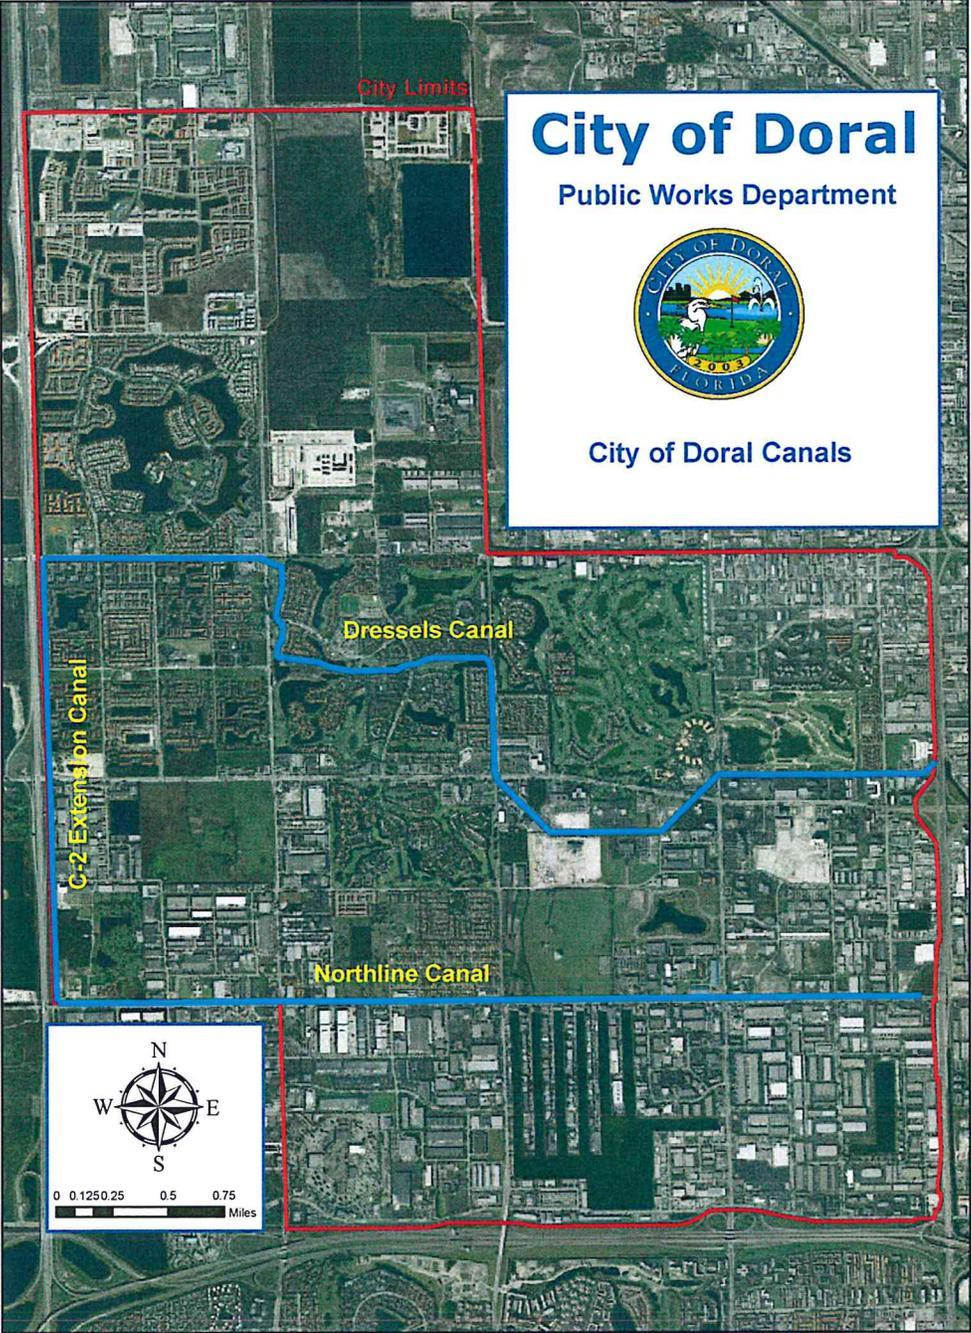 City Limits
City of Doral
Public Works Department
CITY OF DORAL
2003
FLORIDA
City of Doral Canals
Dressels Canal
C-2 Extension Canal
Northline Canal
N
W E
S
0 0.125 0.25 0.5 0.75
Miles